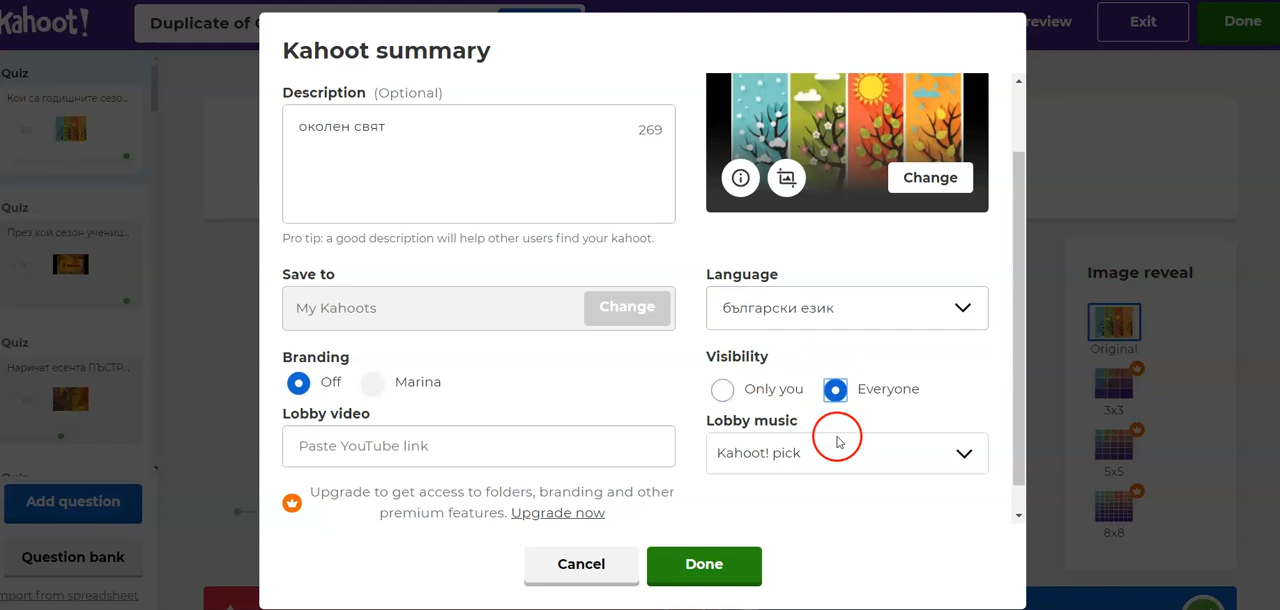 Kahoot!
Duplicate of
review
Exit
Done
Quiz
Кои са годишните сезо...
Quiz
През кой сезон учениц...
Quiz
Наричат есента ПЪСТР...
Add question
Question bank
mport from spreadsheet
Kahoot summary
Description (Optional)
околен свят
269
Pro tip: a good description will help other users find your kahoot.
Change
Save to
My Kahoots
Change
Language
български език
Branding
Off
Marina
Visibility
Only you
Everyone
Lobby video
Paste YouTube link
Lobby music
Kahoot! pick
Upgrade to get access to folders, branding and other
premium features. Upgrade now
Cancel
Done
Image reveal
Original
3x3
5x5
8x8